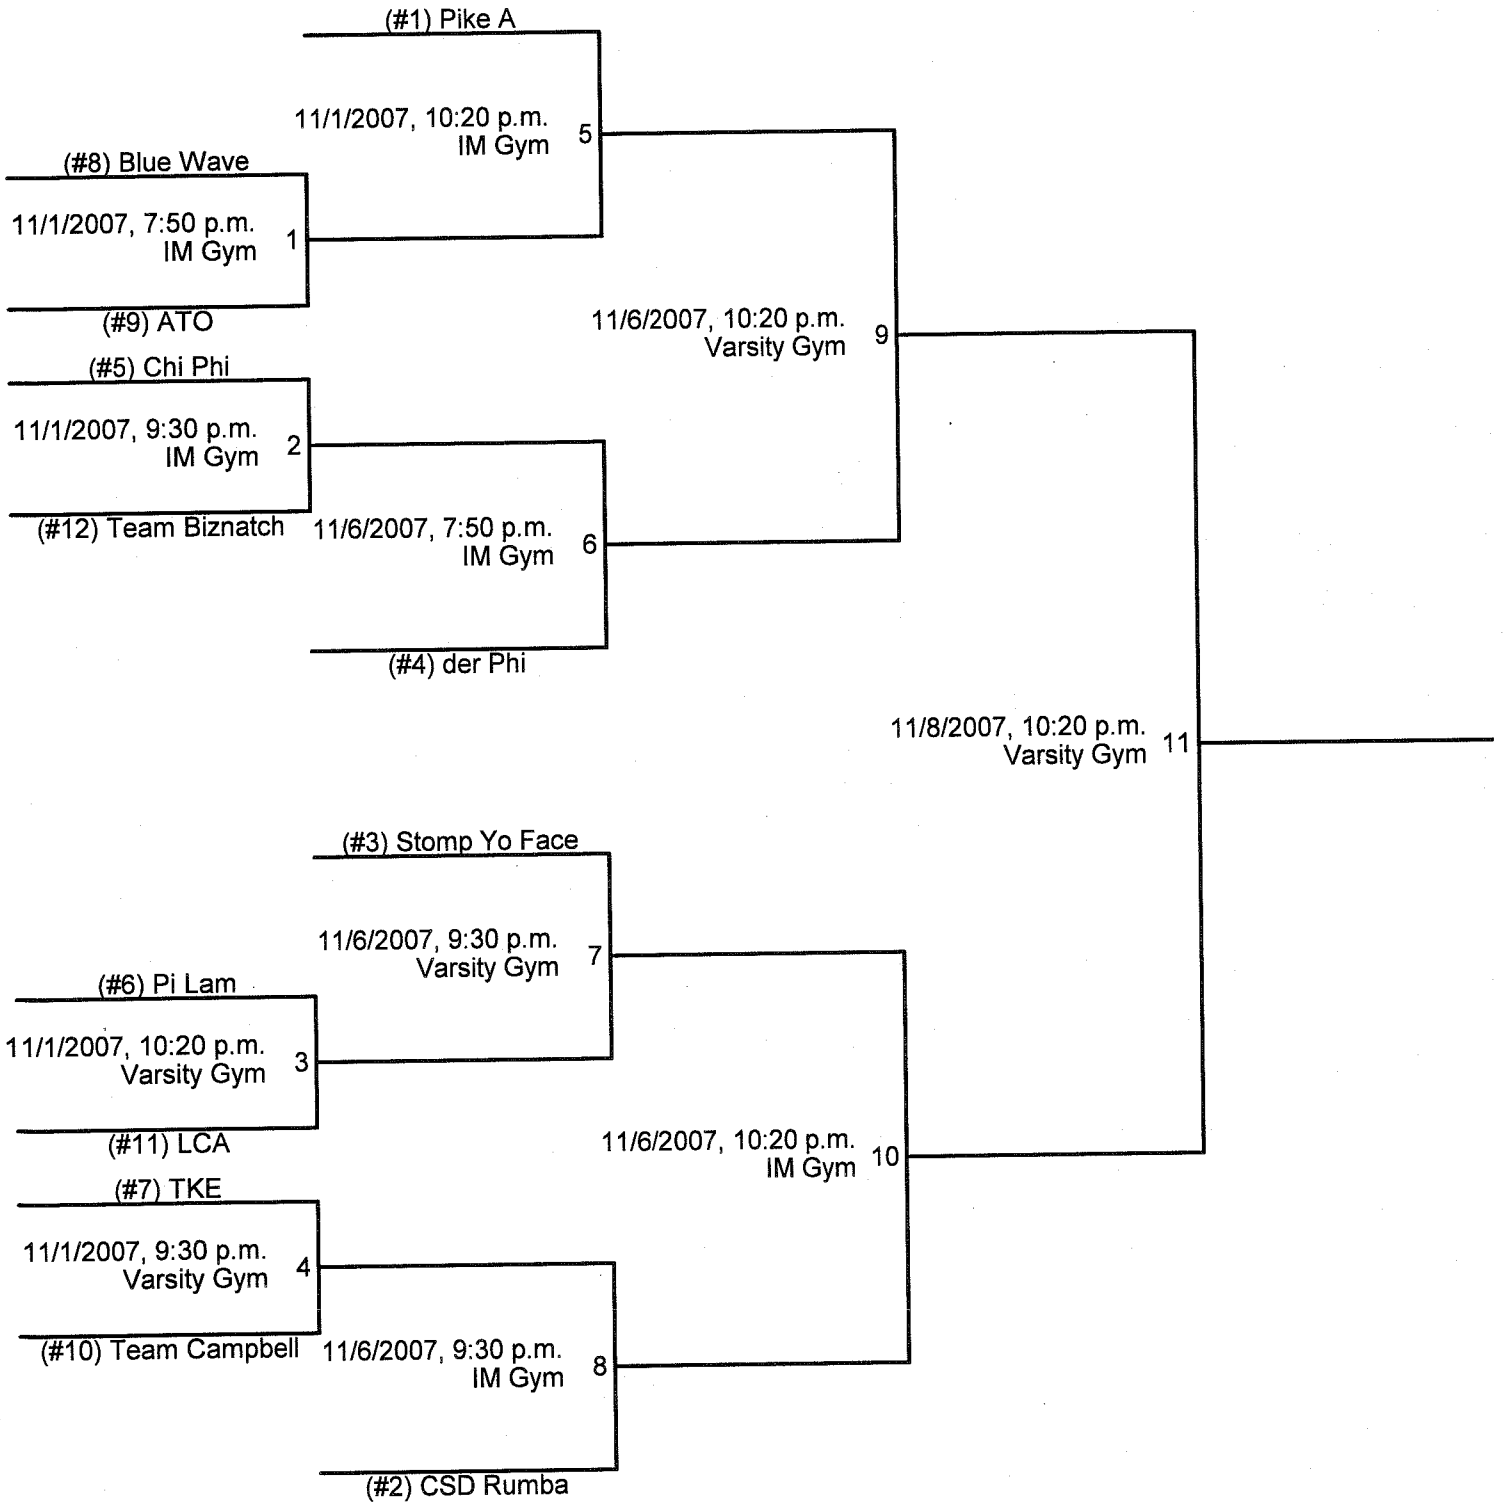 (#1) Pike A
11/1/2007, 10:20 p.m.
IM Gym
5
(#8) Blue Wave
11/1/2007, 7:50 p.m.
IM Gym
1
(#9) ATO
(#5) Chi Phi
11/1/2007, 9:30 p.m.
IM Gym
2
(#12) Team Biznatch
11/6/2007, 10:20 p.m.
Varsity Gym
9
11/6/2007, 7:50 p.m.
IM Gym
6
(#4) der Phi
11/8/2007, 10:20 p.m.
Varsity Gym
11
(#3) Stomp Yo Face
11/6/2007, 9:30 p.m.
Varsity Gym
7
(#6) Pi Lam
11/1/2007, 10:20 p.m.
Varsity Gym
3
(#11) LCA
(#7) TKE
11/1/2007, 9:30 p.m.
Varsity Gym
4
(#10) Team Campbell
11/6/2007, 10:20 p.m.
IM Gym
10
11/6/2007, 9:30 p.m.
IM Gym
8
(#2) CSD Rumba